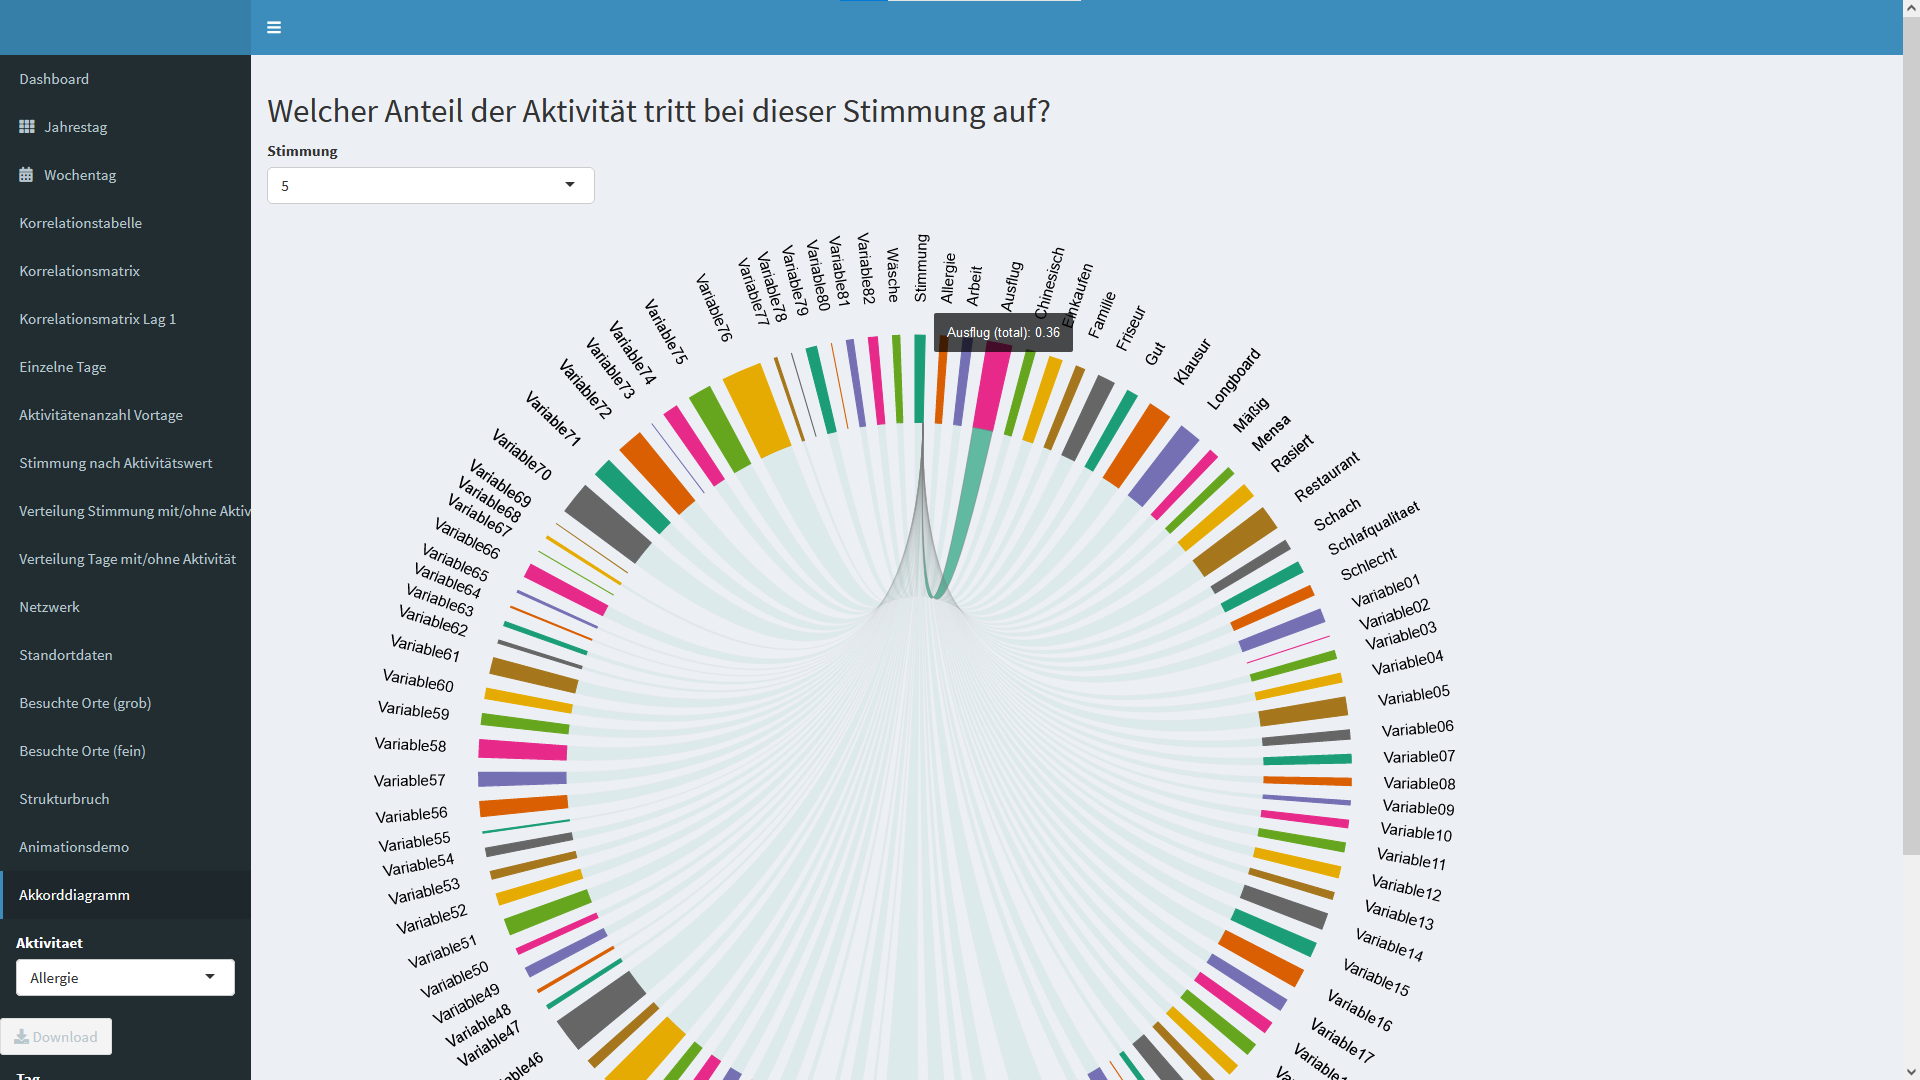 Dashboard
Jahrestag
Wochentag
Korrelationstabelle
Korrelationsmatrix
Korrelationsmatrix Lag 1
Einzelne Tage
Aktivitätenanzahl Vortage
Stimmung nach Aktivitätswert
Verteilung Stimmung mit/ohne Aktiv
Verteilung Tage mit/ohne Aktivität
Netzwerk
Standortdaten
Besuchte Orte (grob)
Besuchte Orte (fein)
Strukturbruch
Animationsdemo
Akkorddiagramm
Aktivitaet
Allergie
Download
Tag
Welcher Anteil der Aktivität tritt bei dieser Stimmung auf?
Stimmung
5
Stimmung
Allergie
Arbeit
Ausflug
Chinesisch
Einkaufen
Familie
Friseur
Gut
Klausur
Longboard
Mäßig
Mensa
Rasiert
Restaurant
Schach
Schlafqualitaet
Schlecht
Variable01
Variable02
Variable03
Variable04
Variable05
Variable06
Variable07
Variable08
Variable09
Variable10
Variable11
Variable12
Variable13
Variable14
Variable15
Variable16
Variable17
Variable46
Variable47
Variable48
Variable49
Variable50
Variable51
Variable52
Variable53
Variable54
Variable55
Variable56
Variable57
Variable58
Variable59
Variable60
Variable61
Variable62
Variable63
Variable64
Variable65
Variable66
Variable67
Variable68
Variable69
Variable70
Variable71
Variable72
Variable73
Variable74
Variable75
Variable76
Variable77
Variable78
Variable79
Variable80
Variable81
Variable82
Wäsche
Ausflug (total): 0.36